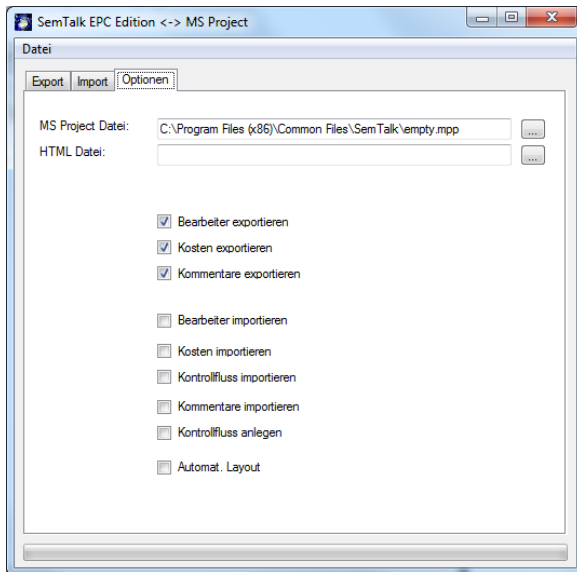 SemTalk EPC Edition <-> MS Project
Datei
Export Import Optionen
MS Project Datei: C:\Program Files (x86)\Common Files\SemTalk\empty.mpp ...
HTML Datei: ...
Bearbeiter exportieren
Kosten exportieren
Kommentare exportieren
Bearbeiter importieren
Kosten importieren
Kontrollfluss importieren
Kommentare importieren
Kontrollfluss anlegen
Automat. Layout